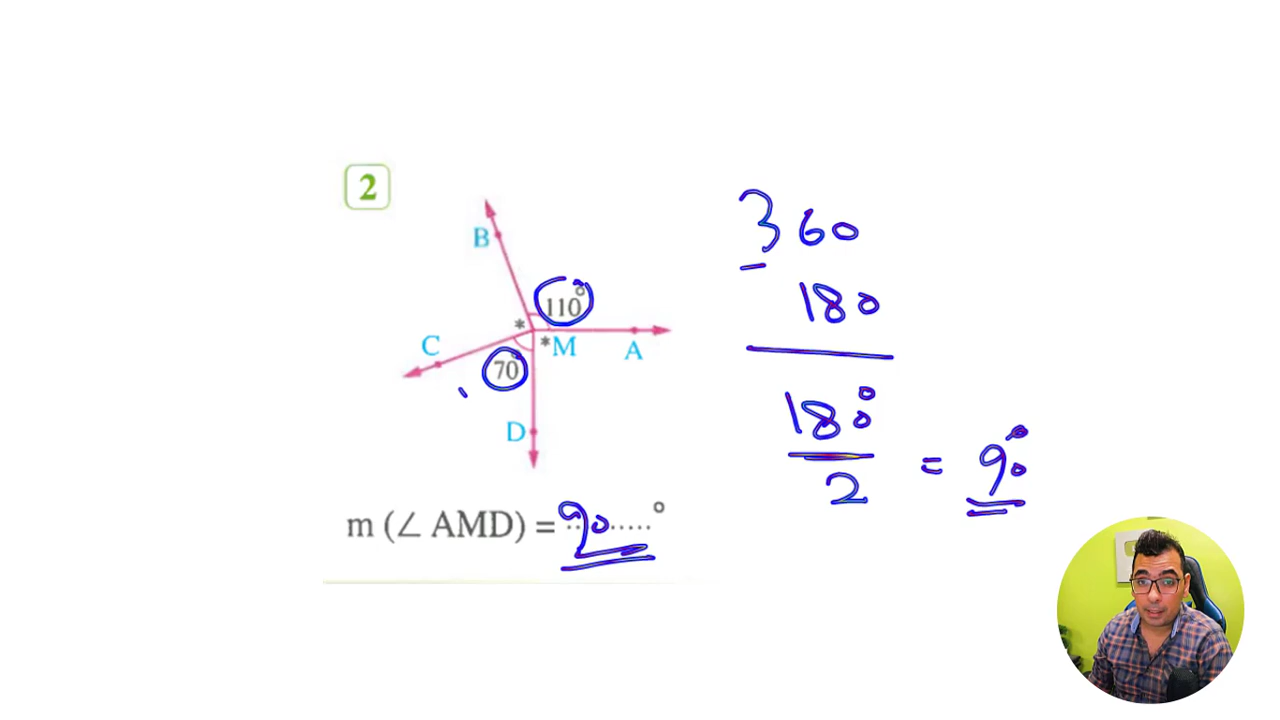 2
B
110°
*
*M
A
C
70°
D
m (∠ AMD) = 90 °
360
- 180
180°
2
= 90°